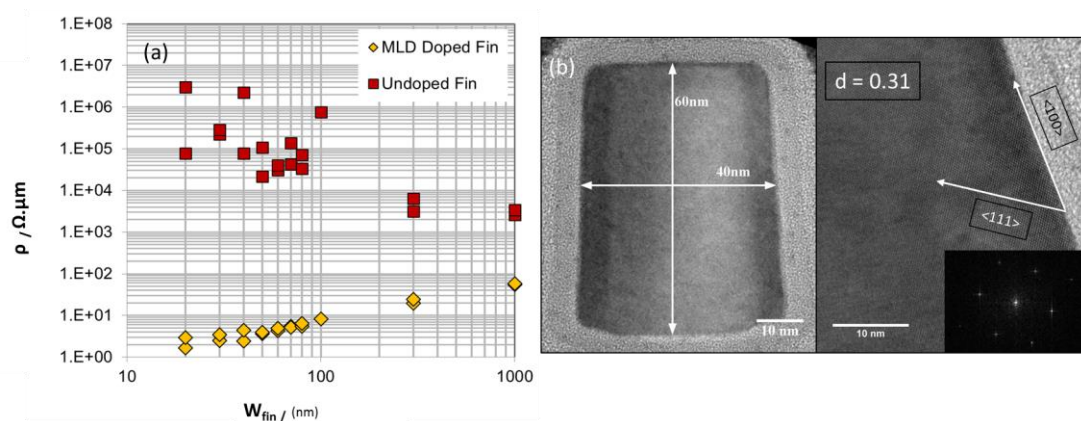 (a)
MLD Doped Fin
Undoped Fin
1.E+08
1.E+07
1.E+06
1.E+05
1.E+04
1.E+03
1.E+02
1.E+01
1.E+00
ρ / Ω.μm
10
100
1000
Wfin / (nm)
(b)
60nm
40nm
10 nm
d = 0.31
<100>
<111>
10 nm